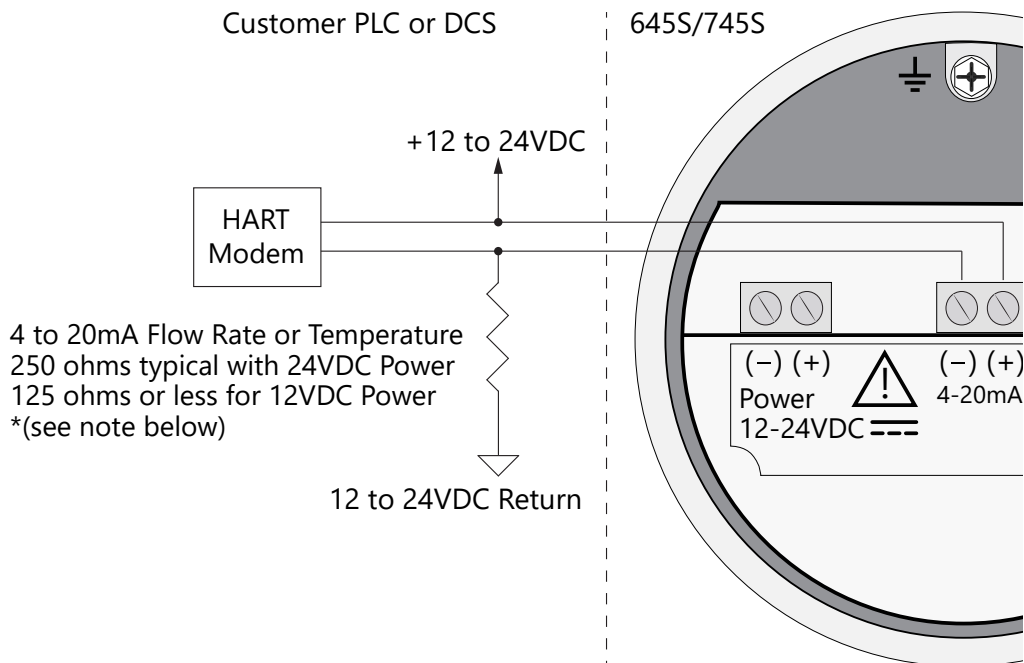 Customer PLC or DCS
645S/745S
+12 to 24VDC
HART
Modem
4 to 20mA Flow Rate or Temperature
250 ohms typical with 24VDC Power
125 ohms or less for 12VDC Power
*(see note below)
12 to 24VDC Return
(−) (+)
Power
12-24VDC
!
(−) (+)
4-20mA